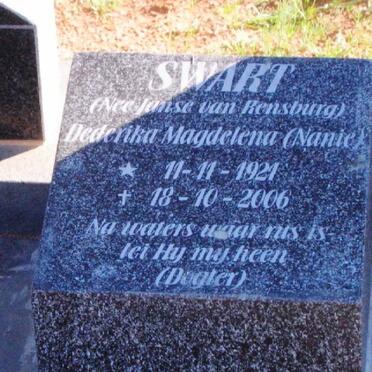 SWART
(Nee Janse van Rensburg)
Dederika Magdelena (Nanie)
* 11-11-1921
✝ 18-10-2006
Na waters waar rus is
lei Hy my heen
(Dogter)